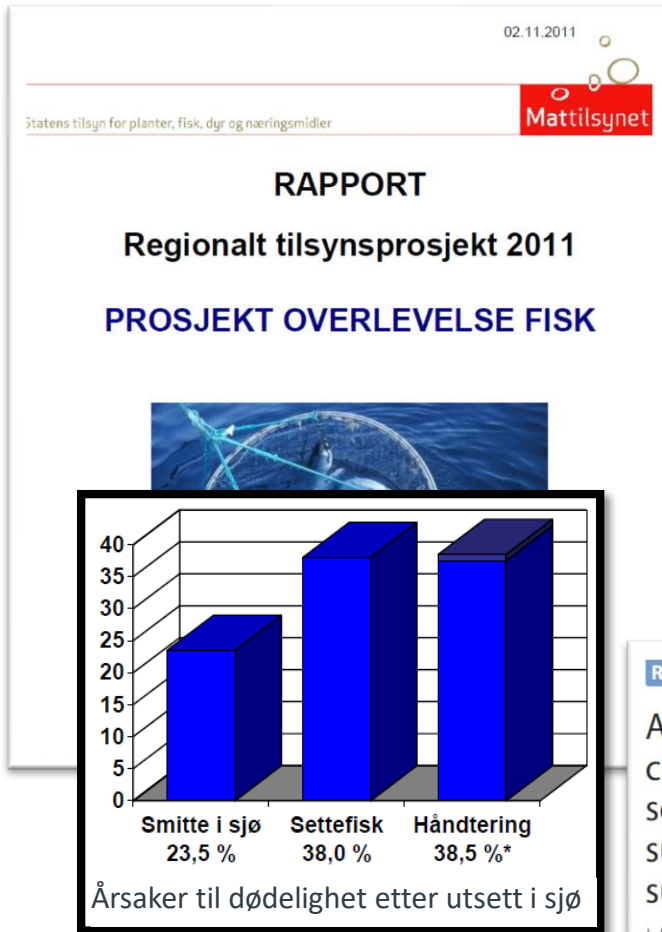 02.11.2011
Statens tilsyn for planter, fisk, dyr og næringsmidler
Mattilsynet
RAPPORT
Regionalt tilsynsprosjekt 2011
PROSJEKT OVERLEVELSE FISK
40
35
30
25
20
15
10
5
0
Smitte i sjø Settefisk Håndtering
23,5 % 38,0 % 38,5 %*
Årsaker til dødelighet etter utsett i sjø
R
A
c
s
s